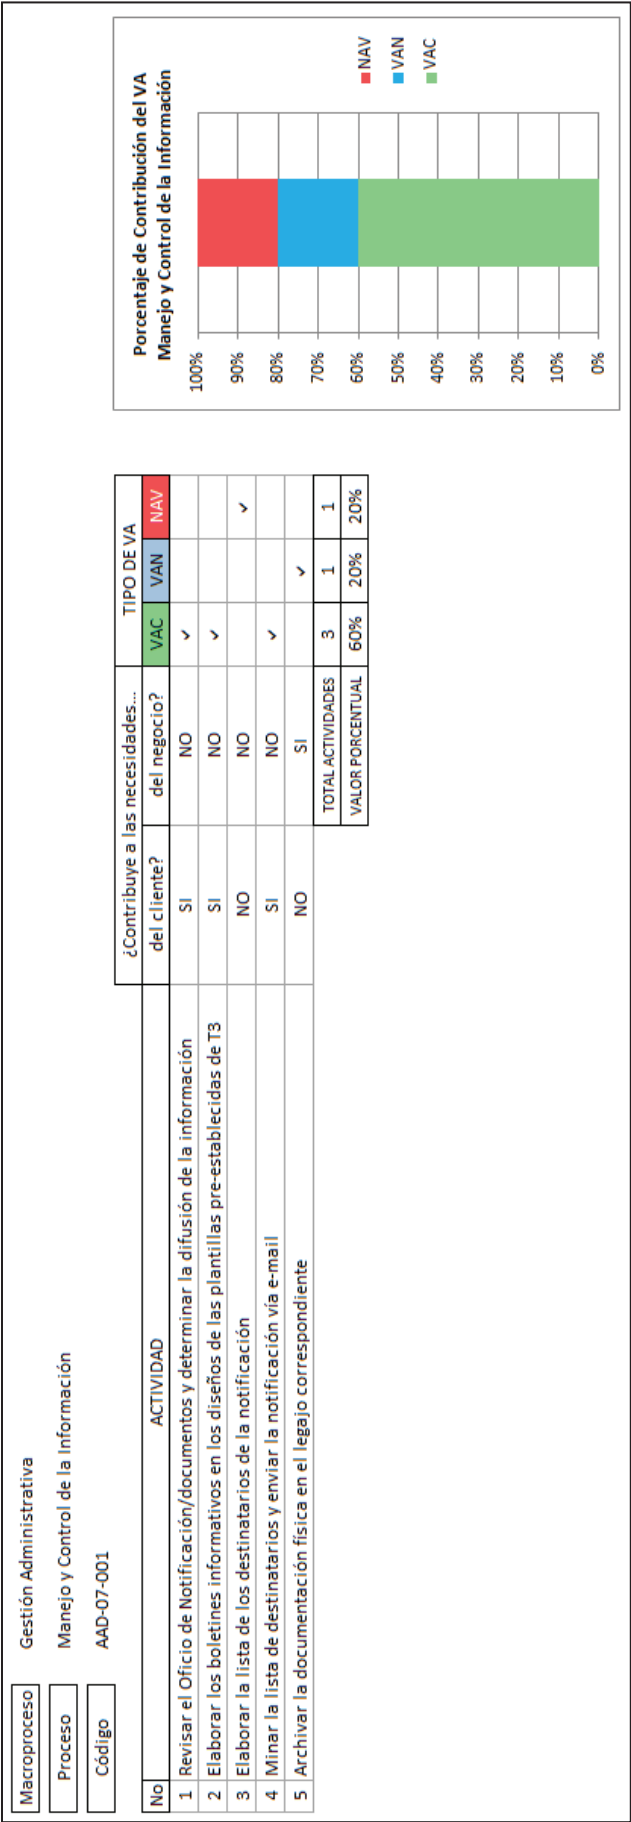 Macroproceso Gestión Administrativa
Proceso Manejo y Control de la Información
Código AAD-07-001
¿Contribuye a las necesidades... TIPO DE VA
No ACTIVIDAD del cliente? del negocio? VAC VAN NAV
1 Revisar el Oficio de Notificación/documentos y determinar la difusión de la información SI NO ✓
2 Elaborar los boletines informativos en los diseños de las plantillas pre-establecidas de T3 SI NO ✓
3 Elaborar la lista de los destinatarios de la notificación NO NO ✓
4 Minar la lista de destinatarios y enviar la notificación vía e-mail SI NO ✓
5 Archivar la documentación física en el legajo correspondiente NO SI ✓
TOTAL ACTIVIDADES 3 1 1
VALOR PORCENTUAL 60% 20% 20%
Porcentaje de Contribución del VA
Manejo y Control de la Información
100%
90%
80%
70%
60%
50%
40%
30%
20%
10%
0%
NAV
VAN
VAC